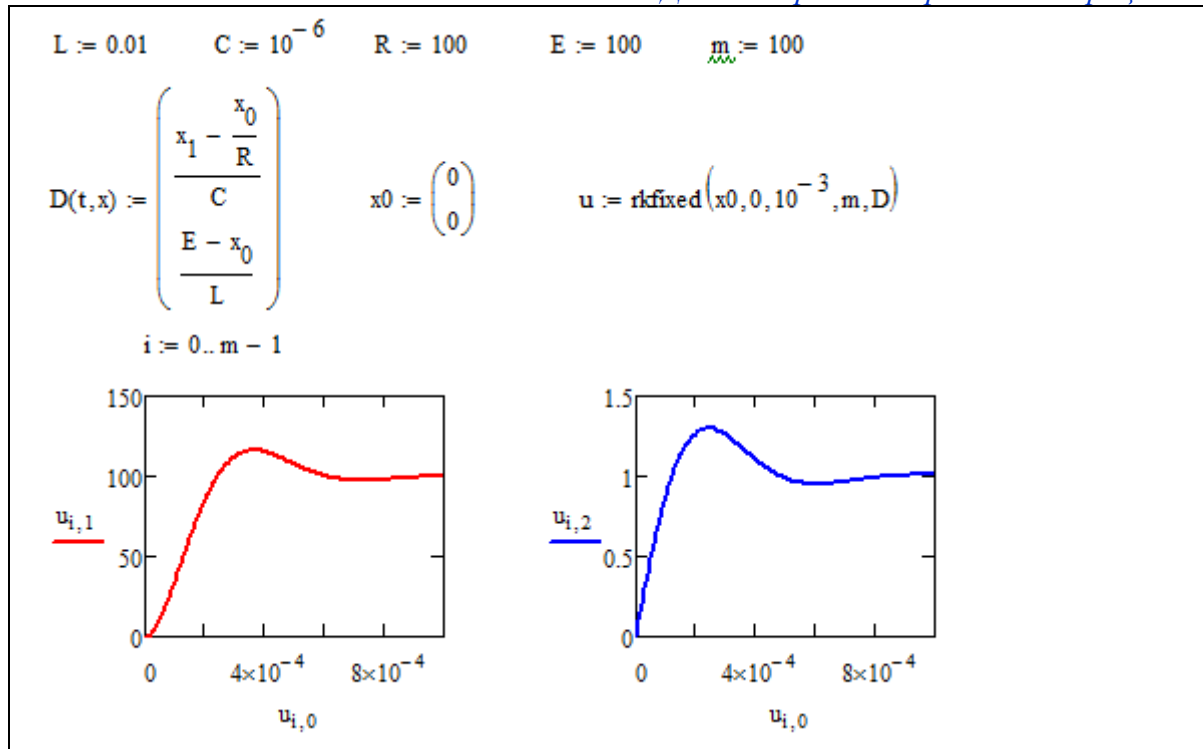 L := 0.01 C := 10^-6 R := 100 E := 100 m := 100
D(t,x) := ( (x_1 - x_0/R)/C ; (E - x_0)/L ) x0 := ( 0 ; 0 ) u := rkfixed(x0, 0, 10^-3, m, D)
i := 0.. m - 1
150
100
u_i,1
50
0
0 4×10^-4 8×10^-4
u_i,0
1.5
1
u_i,2
0.5
0
0 4×10^-4 8×10^-4
u_i,0